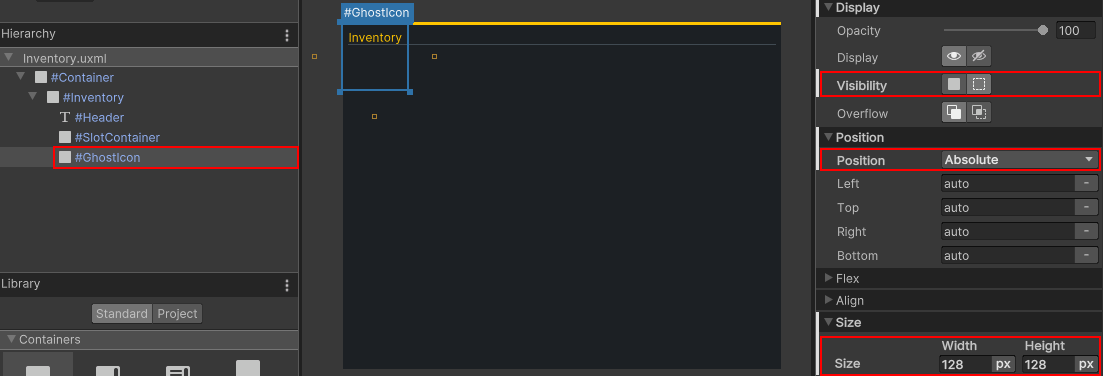 Hierarchy
Inventory.uxml
#Container
#Inventory
T #Header
#SlotContainer
#GhostIcon
Library
Standard Project
Containers
#GhostIcon
Inventory
Display
Opacity 100
Display
Visibility
Overflow
Position
Position Absolute
Left auto -
Top auto -
Right auto -
Bottom auto -
Flex
Align
Size
Width Height
Size 128 px 128 px